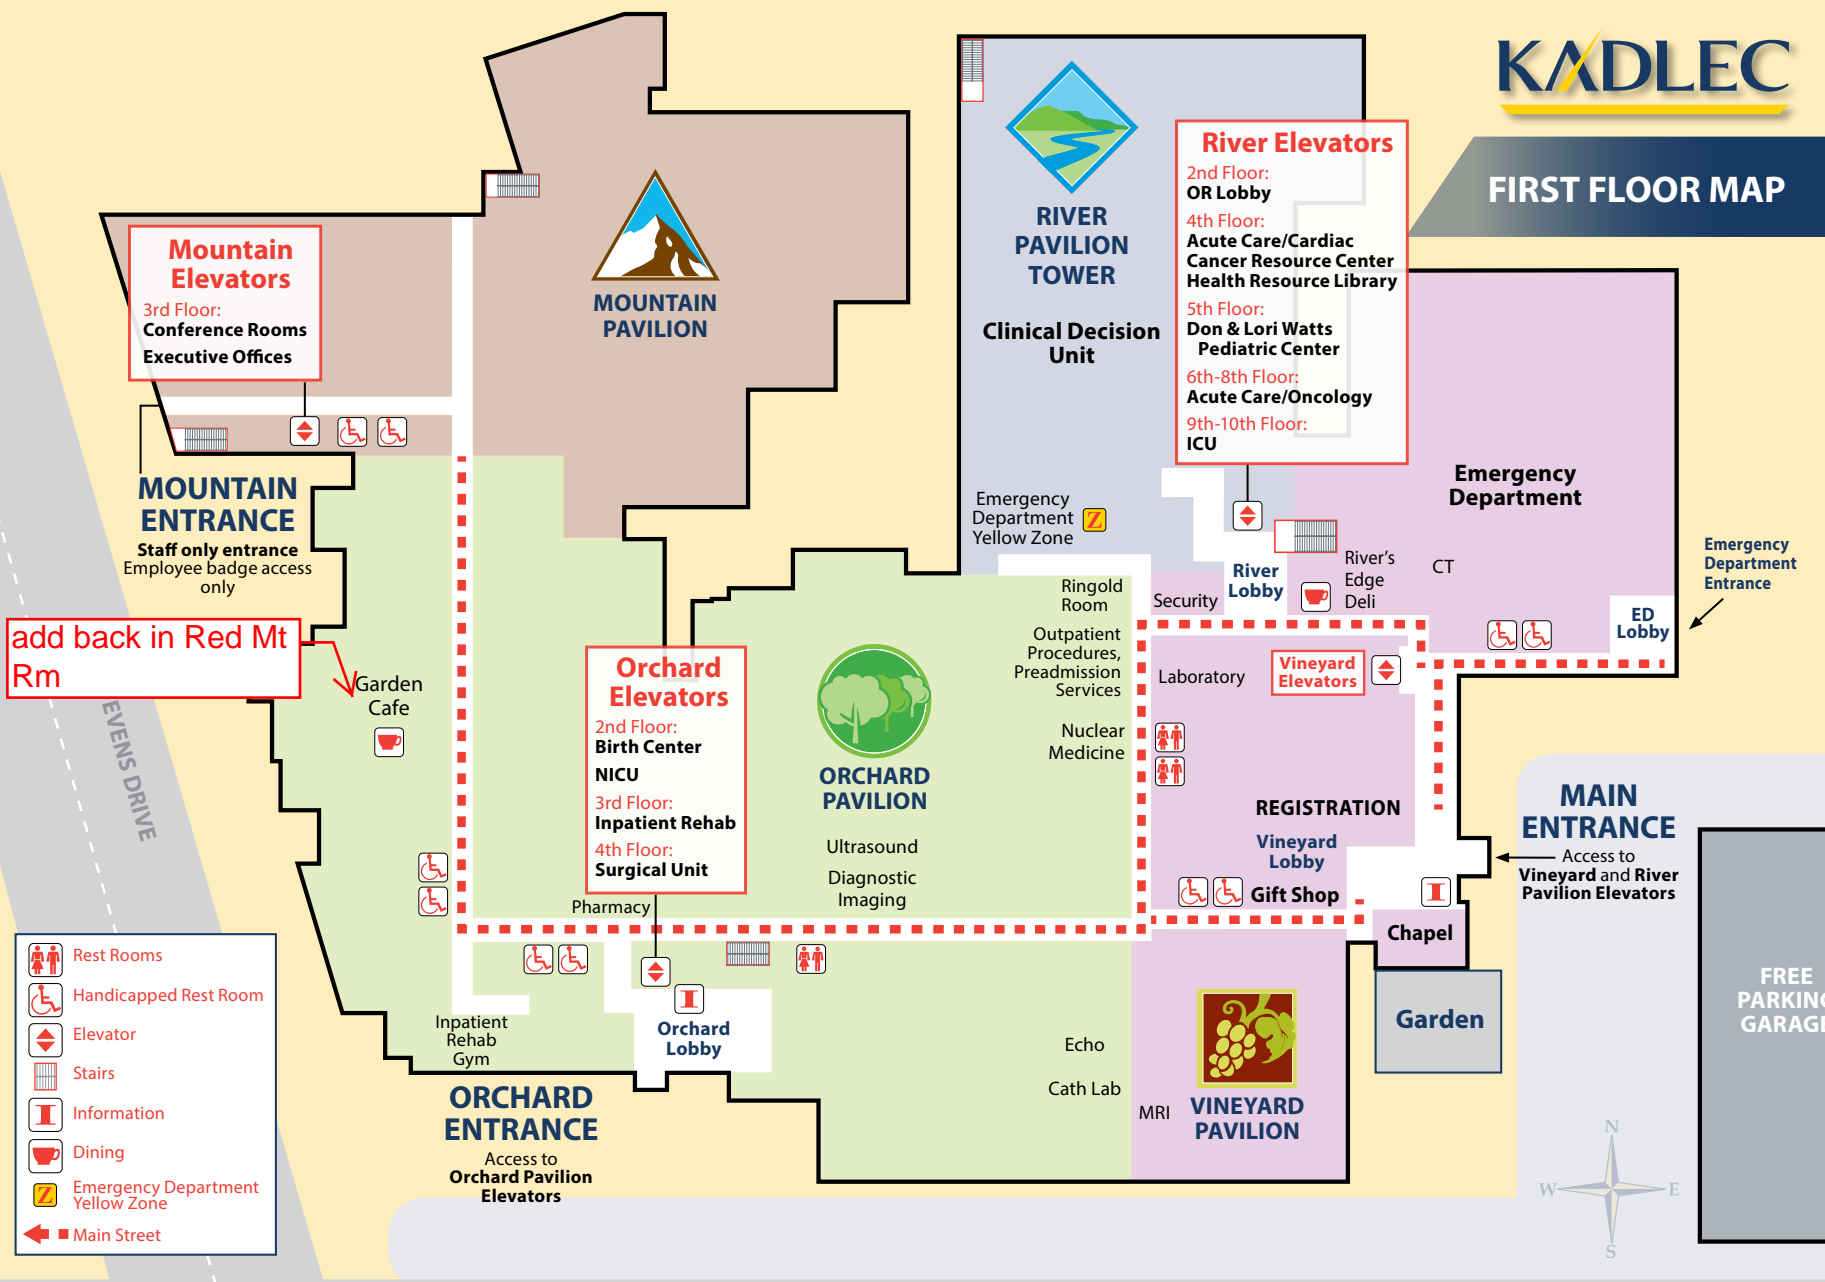 KADLEC
FIRST FLOOR MAP
Mountain
Elevators
3rd Floor:
Conference Rooms
Executive Offices
MOUNTAIN
PAVILION
RIVER
PAVILION
TOWER
Clinical Decision
Unit
River Elevators
2nd Floor:
OR Lobby
4th Floor:
Acute Care/Cardiac
Cancer Resource Center
Health Resource Library
5th Floor:
Don & Lori Watts
Pediatric Center
6th-8th Floor:
Acute Care/Oncology
9th-10th Floor:
ICU
Emergency
Department
MOUNTAIN
ENTRANCE
Staff only entrance
Employee badge access
only
Emergency
Department
Yellow Zone
Z
River
Lobby
River's
Edge
Deli
CT
Emergency
Department
Entrance
ED
Lobby
Ringold
Room
Security
Outpatient
Procedures,
Preadmission
Services
Laboratory
Vineyard
Elevators
Nuclear
Medicine
add back in Red Mt
Rm
Garden
Cafe
EVENS DRIVE
Orchard
Elevators
2nd Floor:
Birth Center
NICU
3rd Floor:
Inpatient Rehab
4th Floor:
Surgical Unit
ORCHARD
PAVILION
Ultrasound
Diagnostic
Imaging
Pharmacy
REGISTRATION
Vineyard
Lobby
Gift Shop
I
Chapel
MAIN
ENTRANCE
Access to
Vineyard and River
Pavilion Elevators
Garden
FREE
PARKING
GARAGE
Inpatient
Rehab
Gym
I
Orchard
Lobby
ORCHARD
ENTRANCE
Access to
Orchard Pavilion
Elevators
Echo
Cath Lab
MRI
VINEYARD
PAVILION
Rest Rooms
Handicapped Rest Room
Elevator
Stairs
I Information
Dining
Z Emergency Department
Yellow Zone
Main Street
N
W E
S